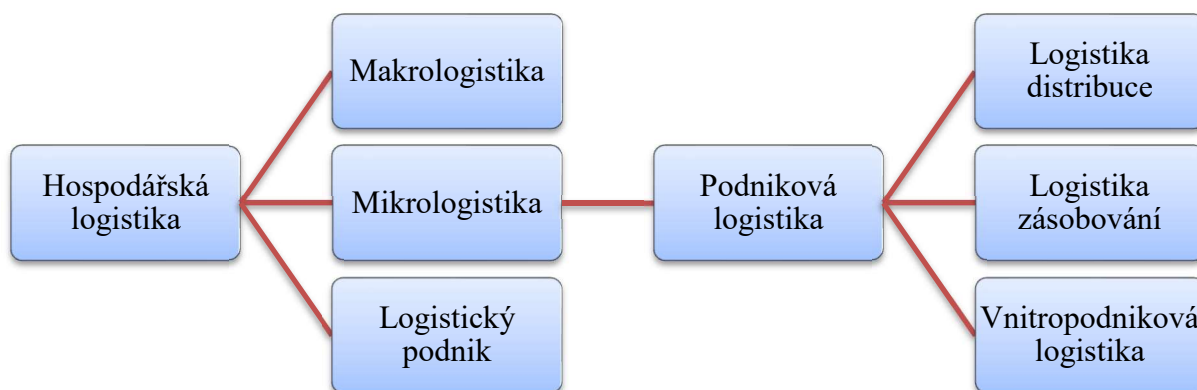 Hospodářská
logistika
Makrologistika
Mikrologistika
Logistický
podnik
Podniková
logistika
Logistika
distribuce
Logistika
zásobování
Vnitropodniková
logistika